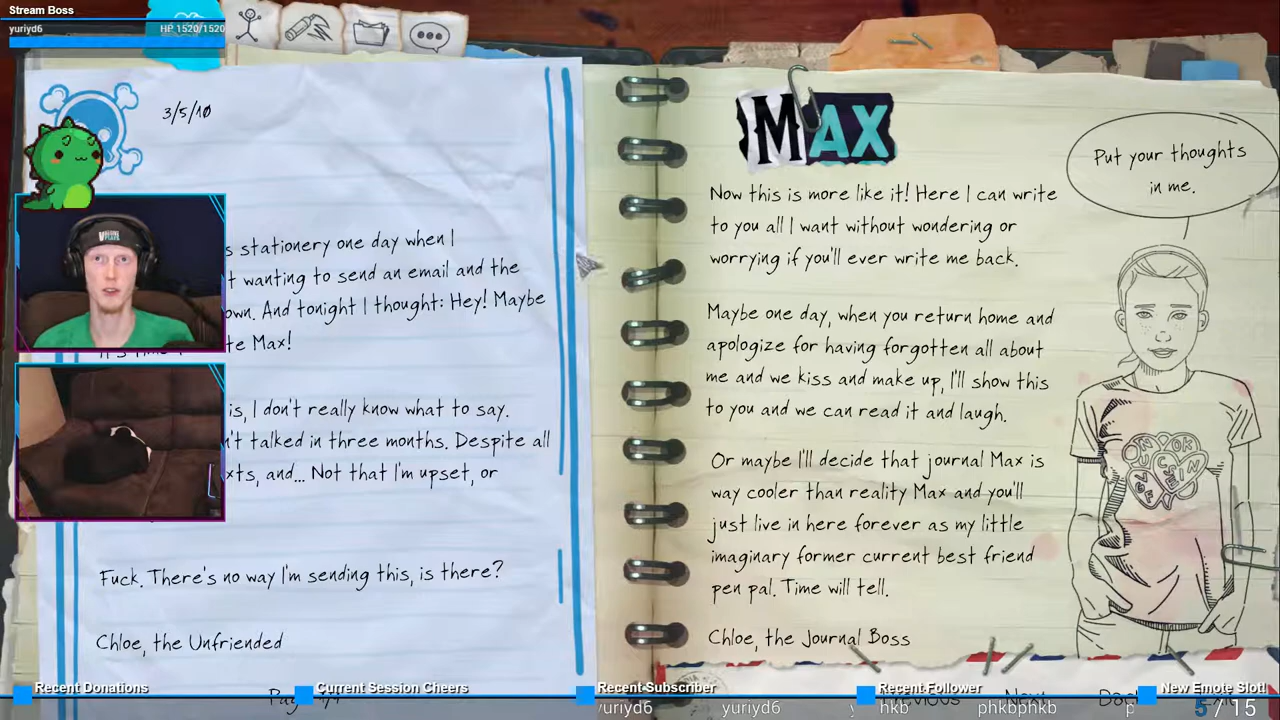 Stream Boss
yuriyd6
HP 1520/1520
3/5/10
stationery one day when I
wanting to send an email and the
And tonight I thought: Hey! Maybe
Max!
is, I don't really know what to say.
talked in three months. Despite all
and... Not that I'm upset, or
Fuck. There's no way I'm sending this, is there?
Chloe, the Unfriended
MAX
Now this is more like it! Here I can write
to you all I want without wondering or
worrying if you'll ever write me back.
Maybe one day, when you return home and
apologize for having forgotten all about
me and we kiss and make up, I'll show this
to you and we can read it and laugh.
Or maybe I'll decide that journal Max is
way cooler than reality Max and you'll
just live in here forever as my little
imaginary former current best friend
pen pal. Time will tell.
Chloe, the Journal Boss
Put your thoughts
in me.
Recent Donations
Current Session Cheers
Recent Subscriber
yuriyd6
yuriyd6
Recent Follower
hkb
phkbphkb
New Emote Slot!
5 / 15